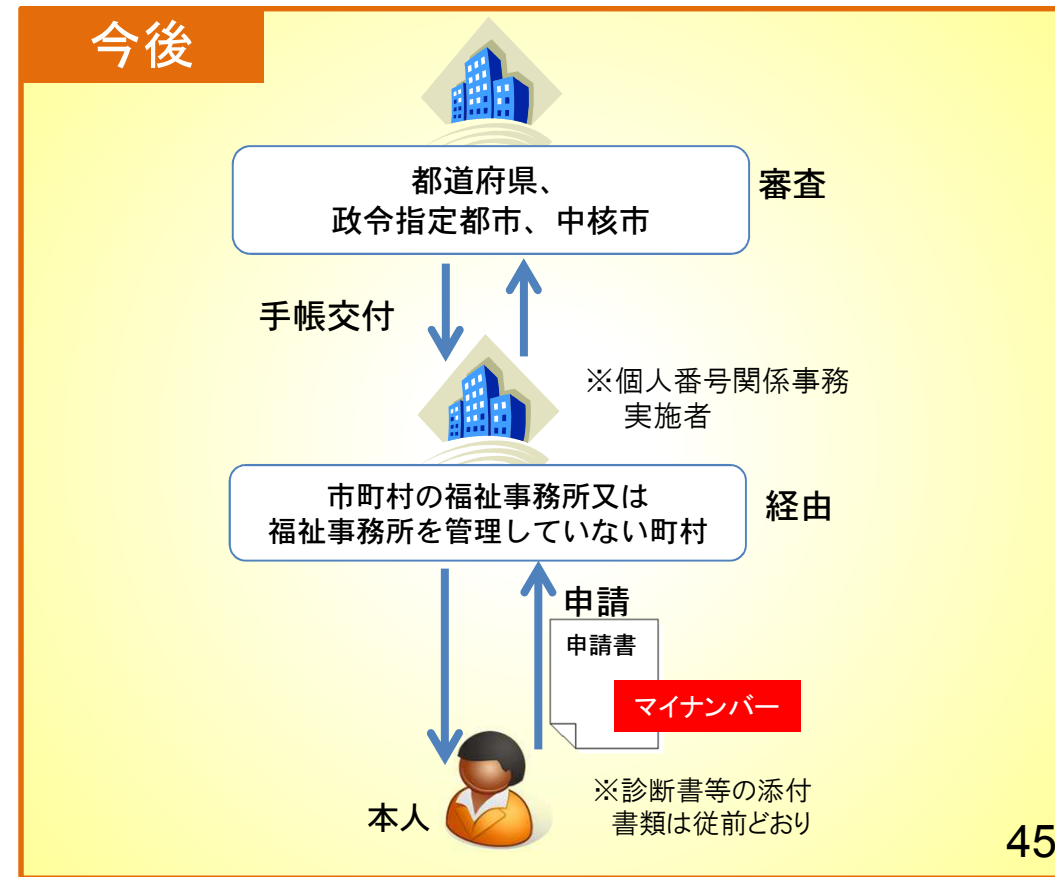 今後
都道府県、
政令指定都市、中核市
審査
手帳交付
※個人番号関係事務
実施者
市町村の福祉事務所又は
福祉事務所を管理していない町村
経由
申請
申請書
マイナンバー
本人
※診断書等の添付
書類は従前どおり
45